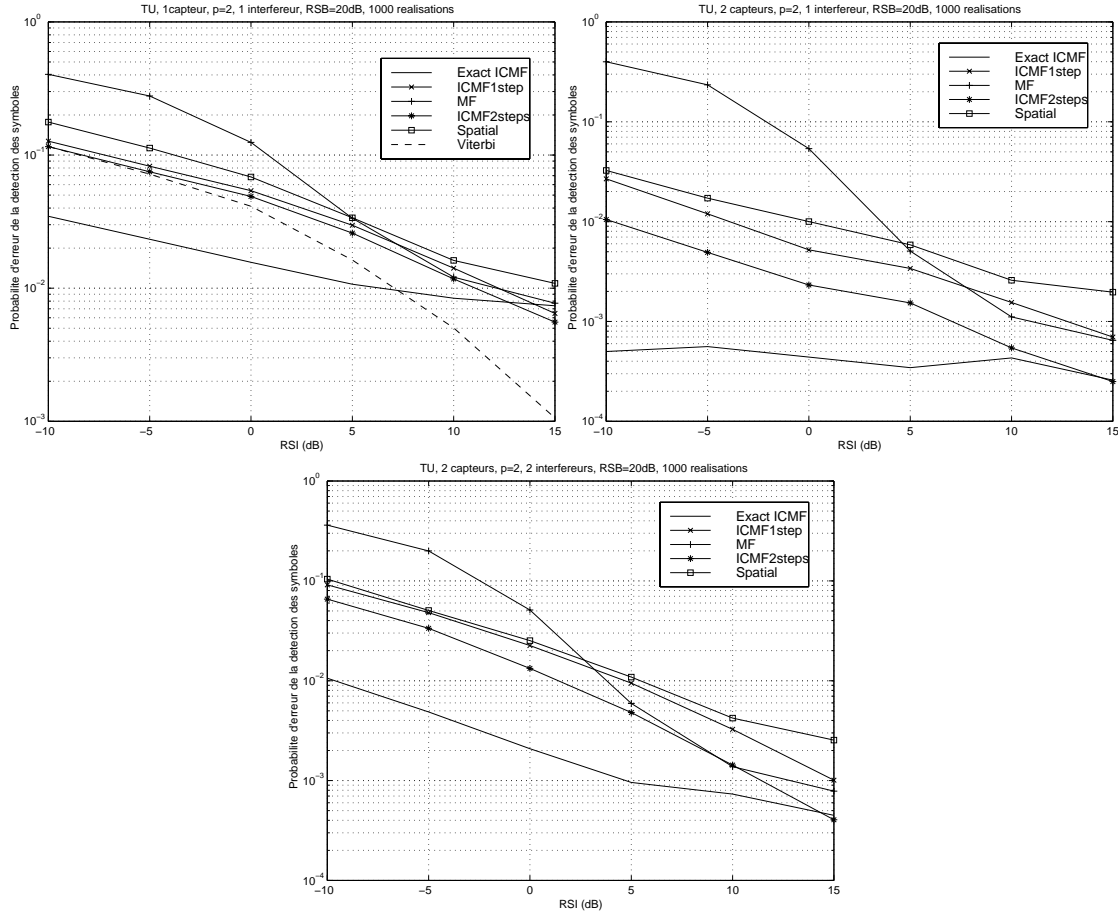 TU, 1capteur, p=2, 1 interfereur, RSB=20dB, 1000 realisations
10^0
10^−1
10^−2
10^−3
Probabilite d'erreur de la detection des symboles
Exact ICMF
ICMF1step
MF
ICMF2steps
Spatial
Viterbi
−10 −5 0 5 10 15
RSI (dB)
TU, 2 capteurs, p=2, 1 interfereur, RSB=20dB, 1000 realisations
10^0
10^−1
10^−2
10^−3
10^−4
Probabilite d'erreur de la detection des symboles
Exact ICMF
ICMF1step
MF
ICMF2steps
Spatial
−10 −5 0 5 10 15
RSI (dB)
TU, 2 capteurs, p=2, 2 interfereurs, RSB=20dB, 1000 realisations
10^0
10^−1
10^−2
10^−3
10^−4
Probabilite d'erreur de la detection des symboles
Exact ICMF
ICMF1step
MF
ICMF2steps
Spatial
−10 −5 0 5 10 15
RSI (dB)